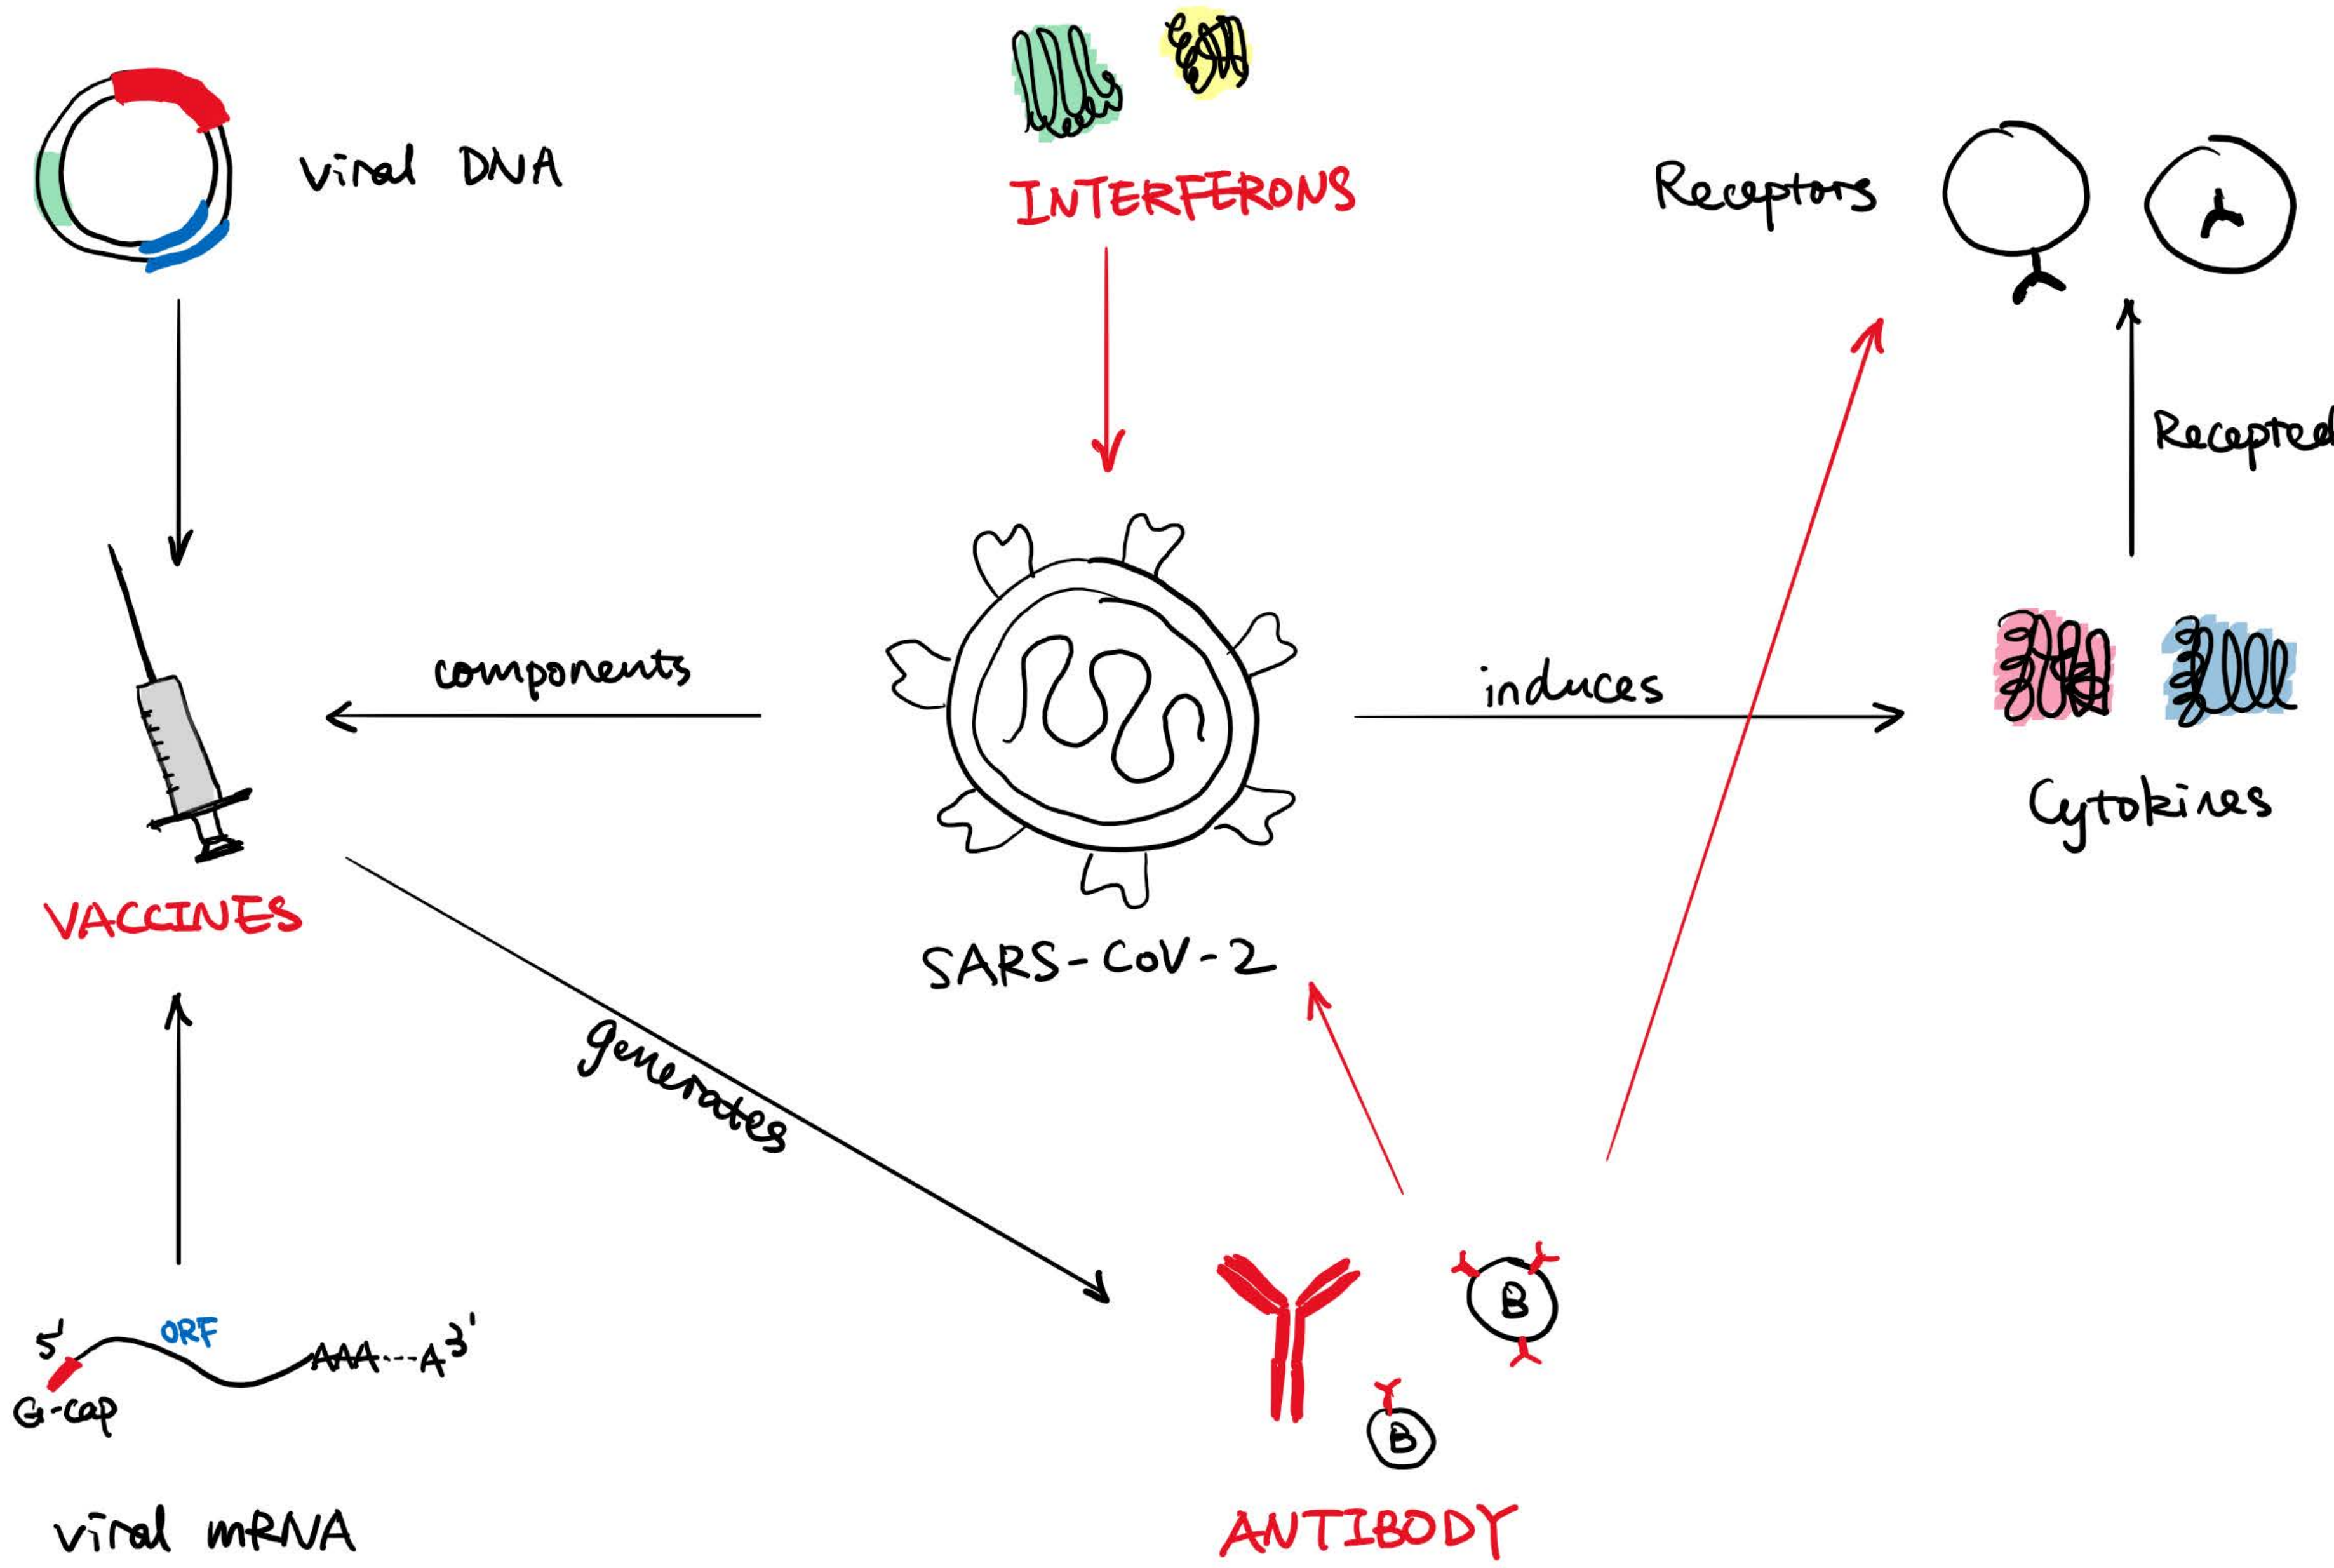 viral DNA
INTERFERONS
Receptors
Recepted
components
induces
Cytokines
VACCINES
SARS-CoV-2
generates
5'
ORF
AAA---A3'
G-cap
B
B
viral mRNA
ANTIBODY